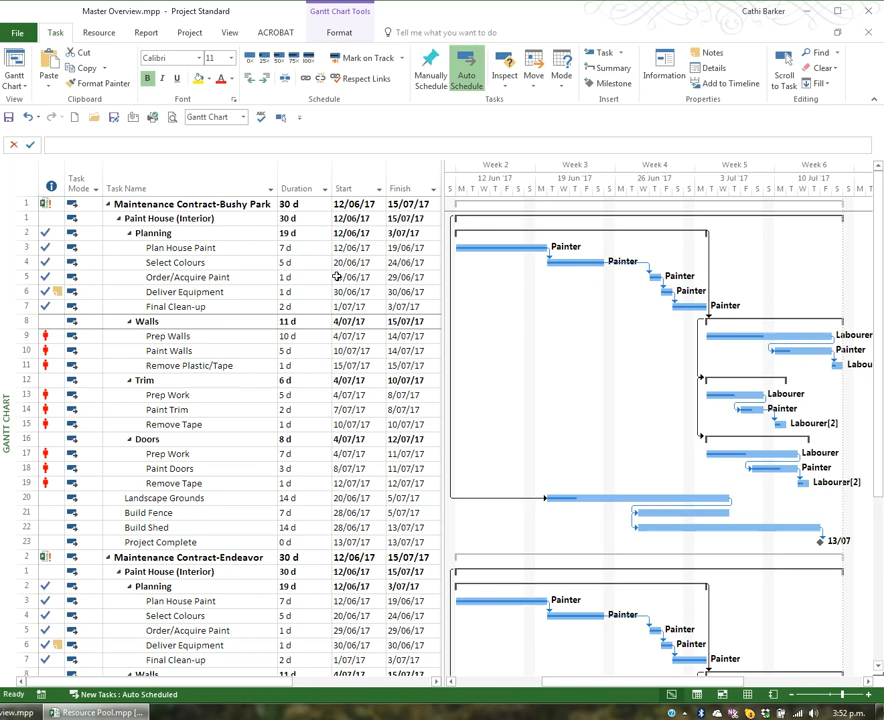 Master Overview.mpp - Project Standard
Gantt Chart Tools
Cathi Barker
File
Task
Resource
Report
Project
View
ACROBAT
Format
Tell me what you want to do
Gantt Chart
Paste
Cut
Copy
Format Painter
Calibri
11
B I U
Mark on Track
Respect Links
Manually Schedule
Auto Schedule
Inspect
Move
Mode
Task
Summary
Milestone
Information
Notes
Details
Add to Timeline
Scroll to Task
Find
Clear
Fill
View
Clipboard
Font
Schedule
Tasks
Insert
Properties
Editing
Gantt Chart
Task Mode
Task Name
Duration
Start
Finish
Week 2
Week 3
Week 4
Week 5
Week 6
12 Jun '17
19 Jun '17
26 Jun '17
3 Jul '17
10 Jul '17
S M T W T F S S M T W T F S S M T W T F S S M T W T F S S M T W T F S S M T W
GANTT CHART
1 Maintenance Contract-Bushy Park 30 d 12/06/17 15/07/17
1 Paint House (Interior) 30 d 12/06/17 15/07/17
2 Planning 19 d 12/06/17 3/07/17
3 Plan House Paint 7 d 12/06/17 19/06/17 Painter
4 Select Colours 5 d 20/06/17 24/06/17 Painter
5 Order/Acquire Paint 1 d /06/17 29/06/17 Painter
6 Deliver Equipment 1 d 30/06/17 30/06/17 Painter
7 Final Clean-up 2 d 1/07/17 3/07/17 Painter
8 Walls 11 d 4/07/17 15/07/17
9 Prep Walls 10 d 4/07/17 14/07/17 Labourer
10 Paint Walls 5 d 10/07/17 14/07/17 Painter
11 Remove Plastic/Tape 1 d 15/07/17 15/07/17 Labou
12 Trim 6 d 4/07/17 10/07/17
13 Prep Work 5 d 4/07/17 8/07/17 Labourer
14 Paint Trim 2 d 7/07/17 8/07/17 Painter
15 Remove Tape 1 d 10/07/17 10/07/17 Labourer[2]
16 Doors 8 d 4/07/17 12/07/17
17 Prep Work 7 d 4/07/17 11/07/17 Labourer
18 Paint Doors 3 d 8/07/17 11/07/17 Painter
19 Remove Tape 1 d 12/07/17 12/07/17 Labourer[2]
20 Landscape Grounds 14 d 20/06/17 5/07/17
21 Build Fence 7 d 28/06/17 5/07/17
22 Build Shed 14 d 28/06/17 13/07/17
23 Project Complete 0 d 13/07/17 13/07/17 13/07
2 Maintenance Contract-Endeavor 30 d 12/06/17 15/07/17
1 Paint House (Interior) 30 d 12/06/17 15/07/17
2 Planning 19 d 12/06/17 3/07/17
3 Plan House Paint 7 d 12/06/17 19/06/17 Painter
4 Select Colours 5 d 20/06/17 24/06/17 Painter
5 Order/Acquire Paint 1 d 29/06/17 29/06/17 Painter
6 Deliver Equipment 1 d 30/06/17 30/06/17 Painter
7 Final Clean-up 2 d 1/07/17 3/07/17 Painter
8 Walls 11 d 4/07/17 15/07/17
Ready
New Tasks : Auto Scheduled
view.mpp
Resource Pool.mpp [...
3:52 p.m.